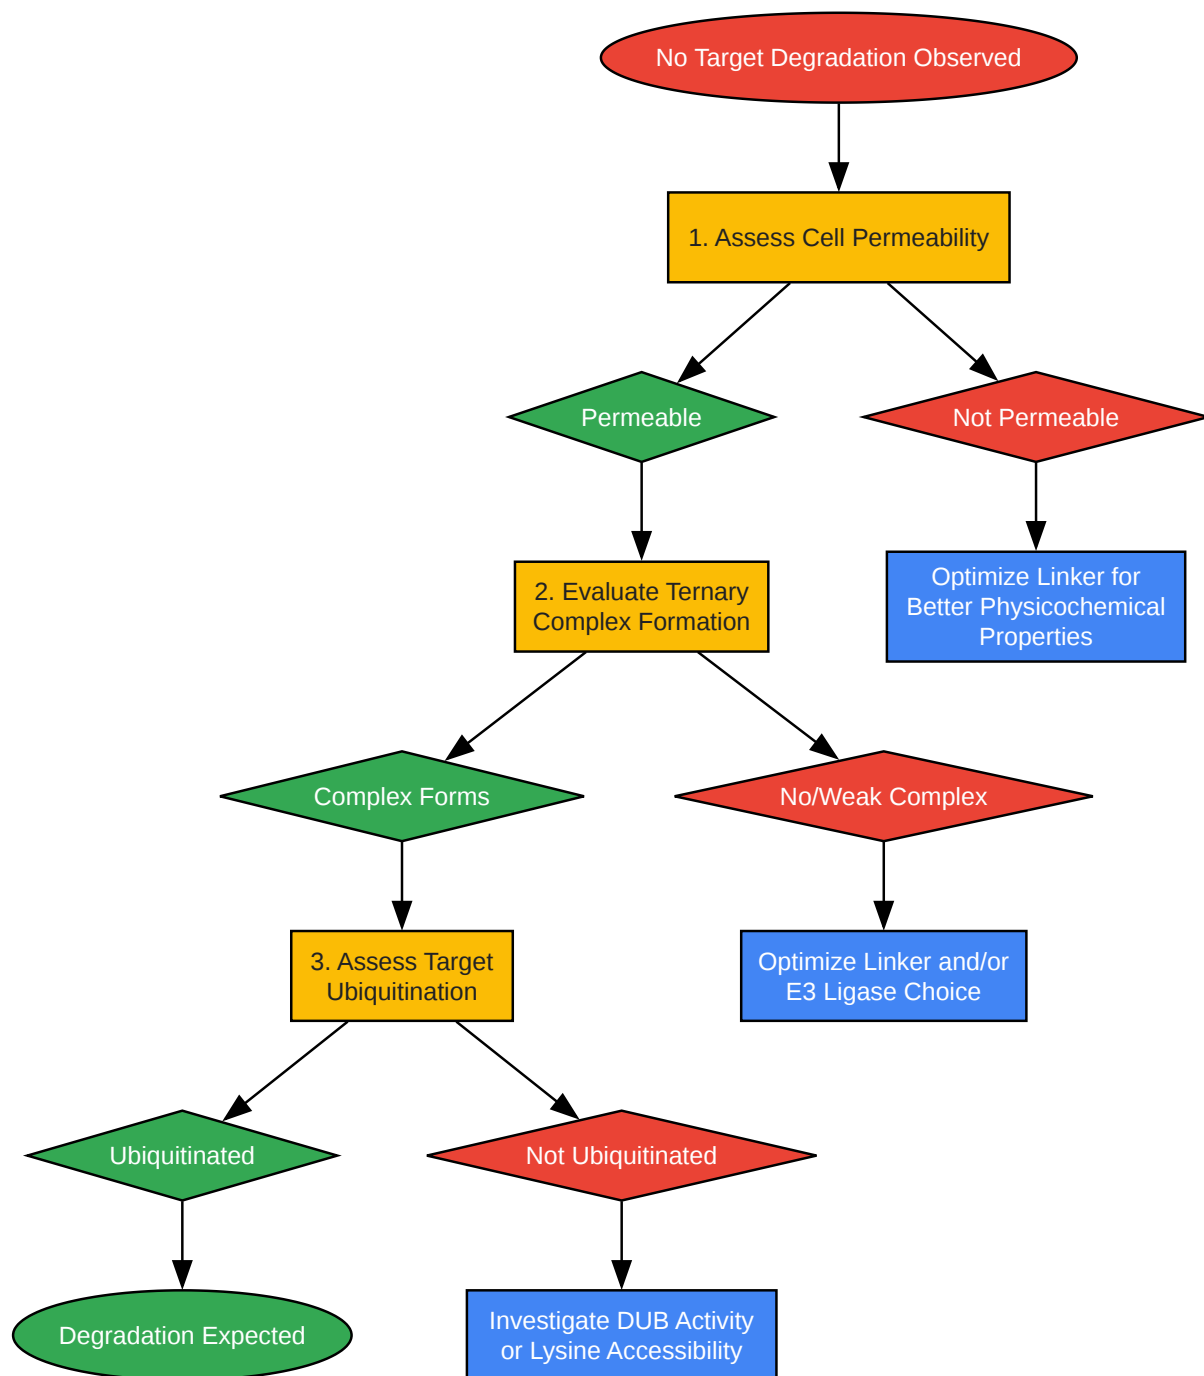 No Target Degradation Observed
1. Assess Cell Permeability
Permeable
Not Permeable
2. Evaluate Ternary
Complex Formation
Optimize Linker for
Better Physicochemical
Properties
Complex Forms
No/Weak Complex
3. Assess Target
Ubiquitination
Optimize Linker and/or
E3 Ligase Choice
Ubiquitinated
Not Ubiquitinated
Degradation Expected
Investigate DUB Activity
or Lysine Accessibility